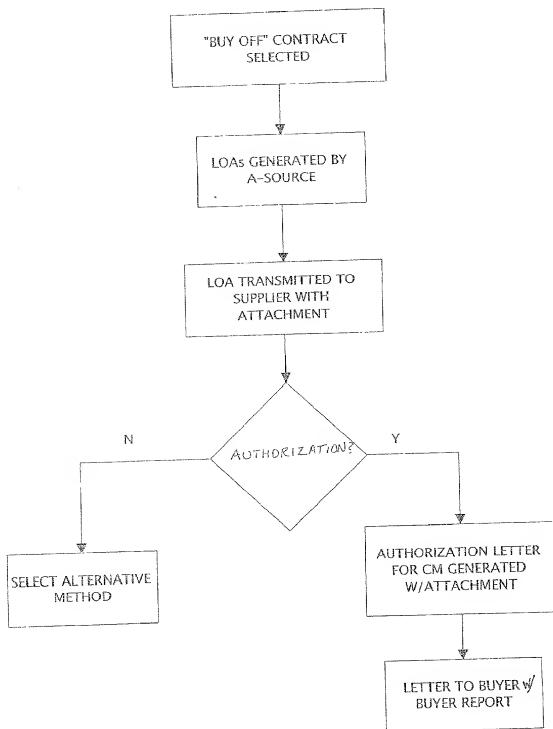 "BUY OFF" CONTRACT
SELECTED
LOAs GENERATED BY
A-SOURCE
LOA TRANSMITTED TO
SUPPLIER WITH
ATTACHMENT
AUTHORIZATION?
N
Y
SELECT ALTERNATIVE
METHOD
AUTHORIZATION LETTER
FOR CM GENERATED
W/ATTACHMENT
LETTER TO BUYER w/
BUYER REPORT